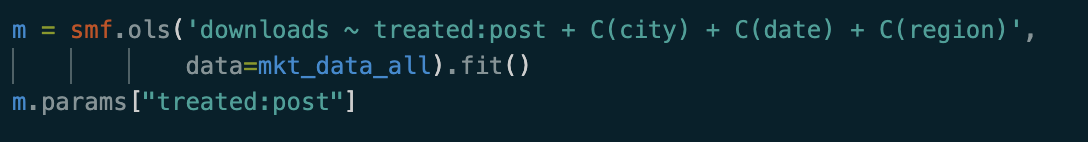 m = smf.ols('downloads ~ treated:post + C(city) + C(date) + C(region)',
data=mkt_data_all).fit()
m.params["treated:post"]